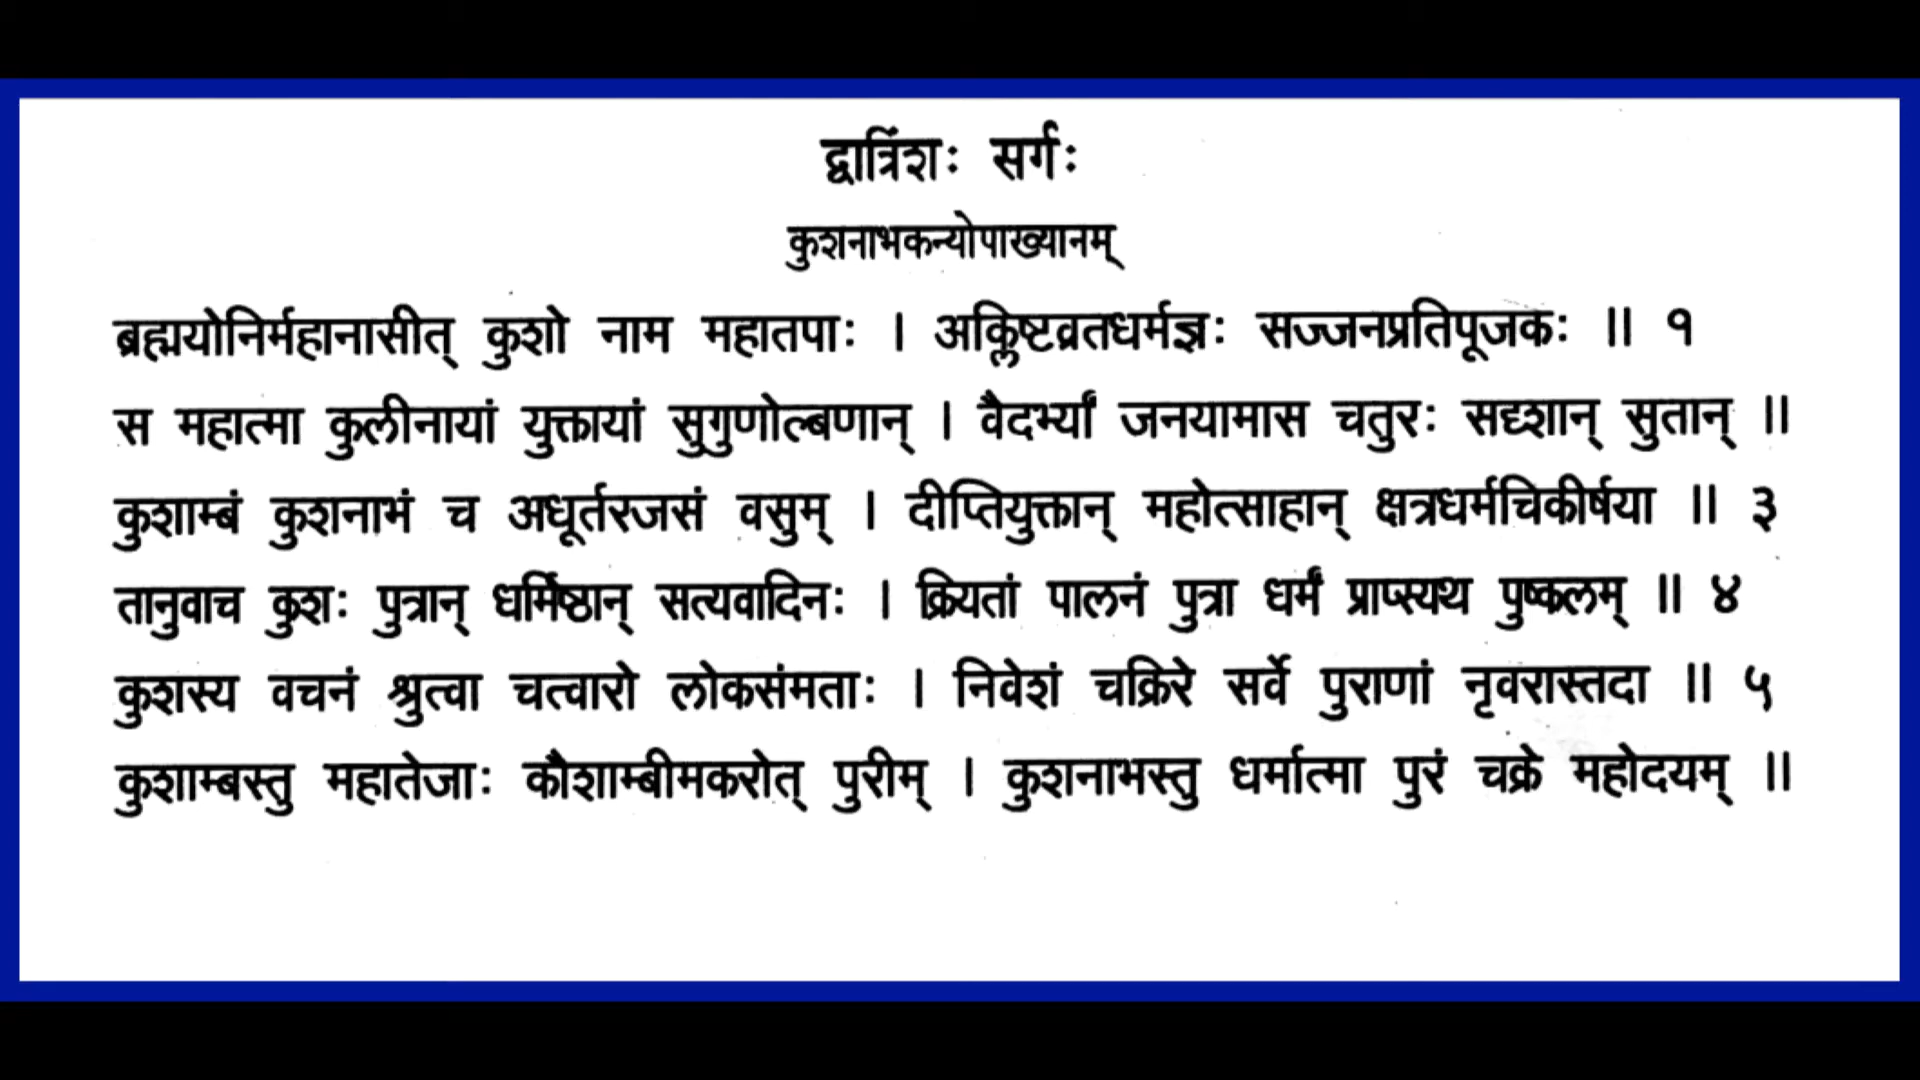 द्वात्रिंशः सर्गः
कुशनाभकन्योपाख्यानम्
ब्रह्मयोनिर्महानासीत् कुशो नाम महातपाः । अक्लिष्टव्रतधर्मज्ञः सज्जनप्रतिपूजकः ॥ १
स महात्मा कुलीनायां युक्तायां सुगुणोल्बणान् । वैदर्भ्यां जनयामास चतुरः सदृशान् सुतान् ॥
कुशाम्बं कुशनाभं च अधूर्तरजसं वसुम् । दीप्तियुक्तान् महोत्साहान् क्षत्रधर्मचिकीर्षया ॥ ३
तानुवाच कुशः पुत्रान् धर्मिष्ठान् सत्यवादिनः । क्रियतां पालनं पुत्रा धर्मं प्राप्स्यथ पुष्कलम् ॥ ४
कुशस्य वचनं श्रुत्वा चत्वारो लोकसंमताः । निवेशं चक्रिरे सर्वे पुराणां नृवरास्तदा ॥ ५
कुशाम्बस्तु महातेजाः कौशाम्बीमकरोत् पुरीम् । कुशनाभस्तु धर्मात्मा पुरं चक्रे महोदयम् ॥